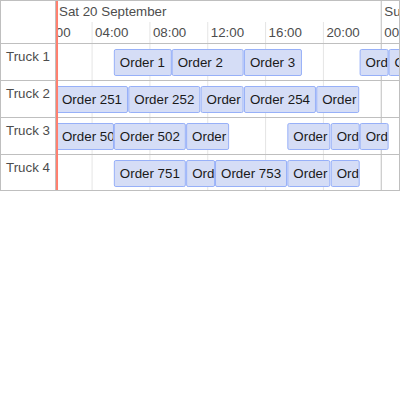 Sat 20 September Su
00 04:00 08:00 12:00 16:00 20:00 00
Truck 1 Order 1 Order 2 Order 3 Ord O
Truck 2 Order 251 Order 252 Order Order 254 Order
Truck 3 Order 50 Order 502 Order Order Ord Ord
Truck 4 Order 751 Ord Order 753 Order Ord